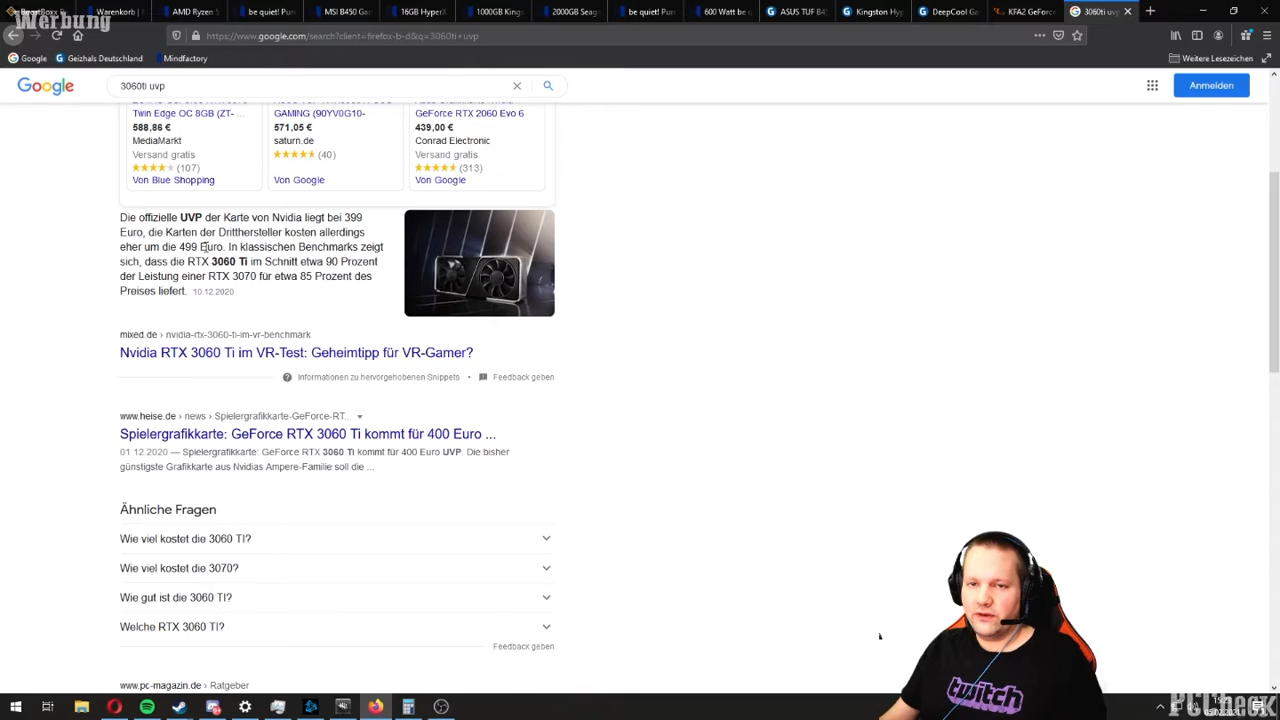 Werbung
BeatBoxx B
Warenkorb |
AMD Ryzen 5
be quiet! Pure
MSI B450 Gam
16GB HyperX
1000GB Kings
2000GB Seaga
be quiet! Pure
600 Watt be q
ASUS TUF B4
Kingston Hyp
DeepCool Ga
KFA2 GeForce
3060ti uvp
https://www.google.com/search?client=firefox-b-d&q=3060ti+uvp
Google
Geizhals Deutschland
Mindfactory
Weitere Lesezeichen
Google
3060ti uvp
Anmelden
Twin Edge OC 8GB (ZT- ...
588,86 €
MediaMarkt
Versand gratis
(107)
Von Blue Shopping
GAMING (90YV0G10-
571,05 €
saturn.de
(40)
Von Google
GeForce RTX 2060 Evo 6
439,00 €
Conrad Electronic
Versand gratis
(313)
Von Google
Die offizielle UVP der Karte von Nvidia liegt bei 399
Euro, die Karten der Dritthersteller kosten allerdings
eher um die 499 Euro. In klassischen Benchmarks zeigt
sich, dass die RTX 3060 Ti im Schnitt etwa 90 Prozent
der Leistung einer RTX 3070 für etwa 85 Prozent des
Preises liefert. 10.12.2020
mixed.de › nvidia-rtx-3060-ti-im-vr-benchmark
Nvidia RTX 3060 Ti im VR-Test: Geheimtipp für VR-Gamer?
Informationen zu hervorgehobenen Snippets • Feedback geben
www.heise.de › news › Spielergrafikkarte-GeForce-RT...
Spielergrafikkarte: GeForce RTX 3060 Ti kommt für 400 Euro ...
01.12.2020 — Spielergrafikkarte: GeForce RTX 3060 Ti kommt für 400 Euro UVP. Die bisher
günstigste Grafikkarte aus Nvidias Ampere-Familie soll die ...
Ähnliche Fragen
Wie viel kostet die 3060 TI?
Wie viel kostet die 3070?
Wie gut ist die 3060 TI?
Welche RTX 3060 TI?
Feedback geben
www.pc-magazin.de › Ratgeber
twitch
PCCheck